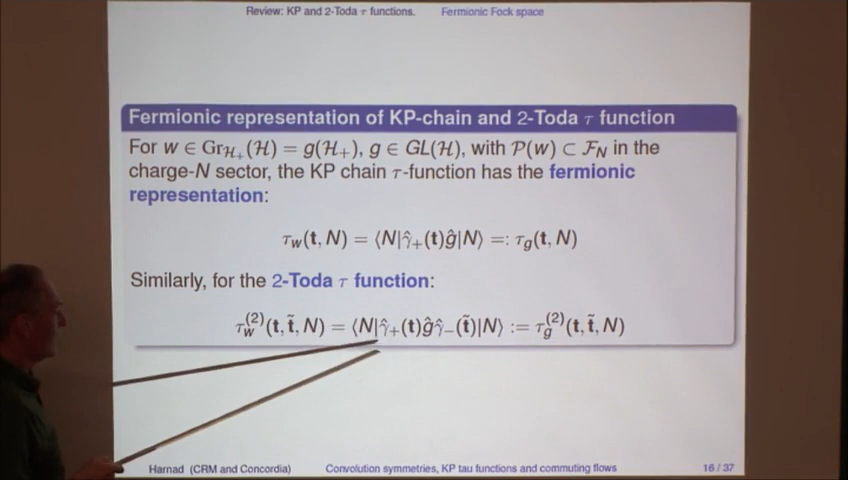 Review: KP and 2-Toda τ functions. Fermionic Fock space
Fermionic representation of KP-chain and 2-Toda τ function
For w ∈ Gr_{ℋ₊}(ℋ) = g(ℋ₊), g ∈ GL(ℋ), with 𝒫(w) ⊂ ℱ_N in the
charge-N sector, the KP chain τ-function has the fermionic
representation:
τ_w(t, N) = ⟨N|γ̂₊(t)ĝ|N⟩ =: τ_g(t, N)
Similarly, for the 2-Toda τ function:
τ_w^{(2)}(t, t̃, N) = ⟨N|γ̂₊(t)ĝγ̂₋(t̃)|N⟩ := τ_g^{(2)}(t, t̃, N)
Harnad (CRM and Concordia) Convolution symmetries, KP tau functions and commuting flows 16 / 37